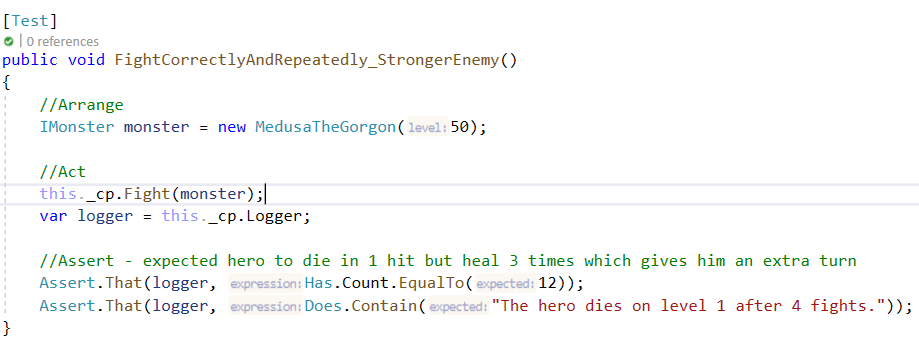 [Test]
| 0 references
public void FightCorrectlyAndRepeatedly_StrongerEnemy()
{
//Arrange
IMonster monster = new MedusaTheGorgon(level: 50);
//Act
this._cp.Fight(monster);
var logger = this._cp.Logger;
//Assert - expected hero to die in 1 hit but heal 3 times which gives him an extra turn
Assert.That(logger, expression: Has.Count.EqualTo(expected: 12));
Assert.That(logger, expression: Does.Contain(expected: "The hero dies on level 1 after 4 fights."));
}